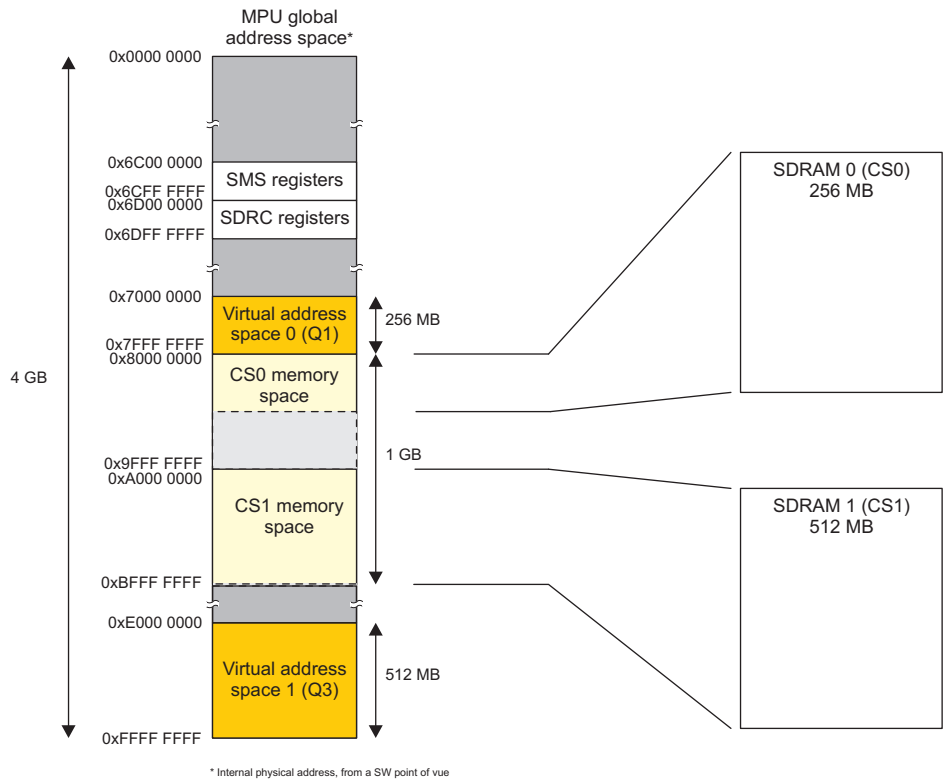 MPU global
address space*
0x0000 0000
0x6C00 0000
SMS registers
0x6CFF FFFF
0x6D00 0000
SDRC registers
0x6DFF FFFF
0x7000 0000
Virtual address
space 0 (Q1)
256 MB
0x7FFF FFFF
0x8000 0000
4 GB
CS0 memory
space
1 GB
0x9FFF FFFF
0xA000 0000
CS1 memory
space
0xBFFF FFFF
0xE000 0000
Virtual address
space 1 (Q3)
512 MB
0xFFFF FFFF
SDRAM 0 (CS0)
256 MB
SDRAM 1 (CS1)
512 MB
* Internal physical address, from a SW point of vue